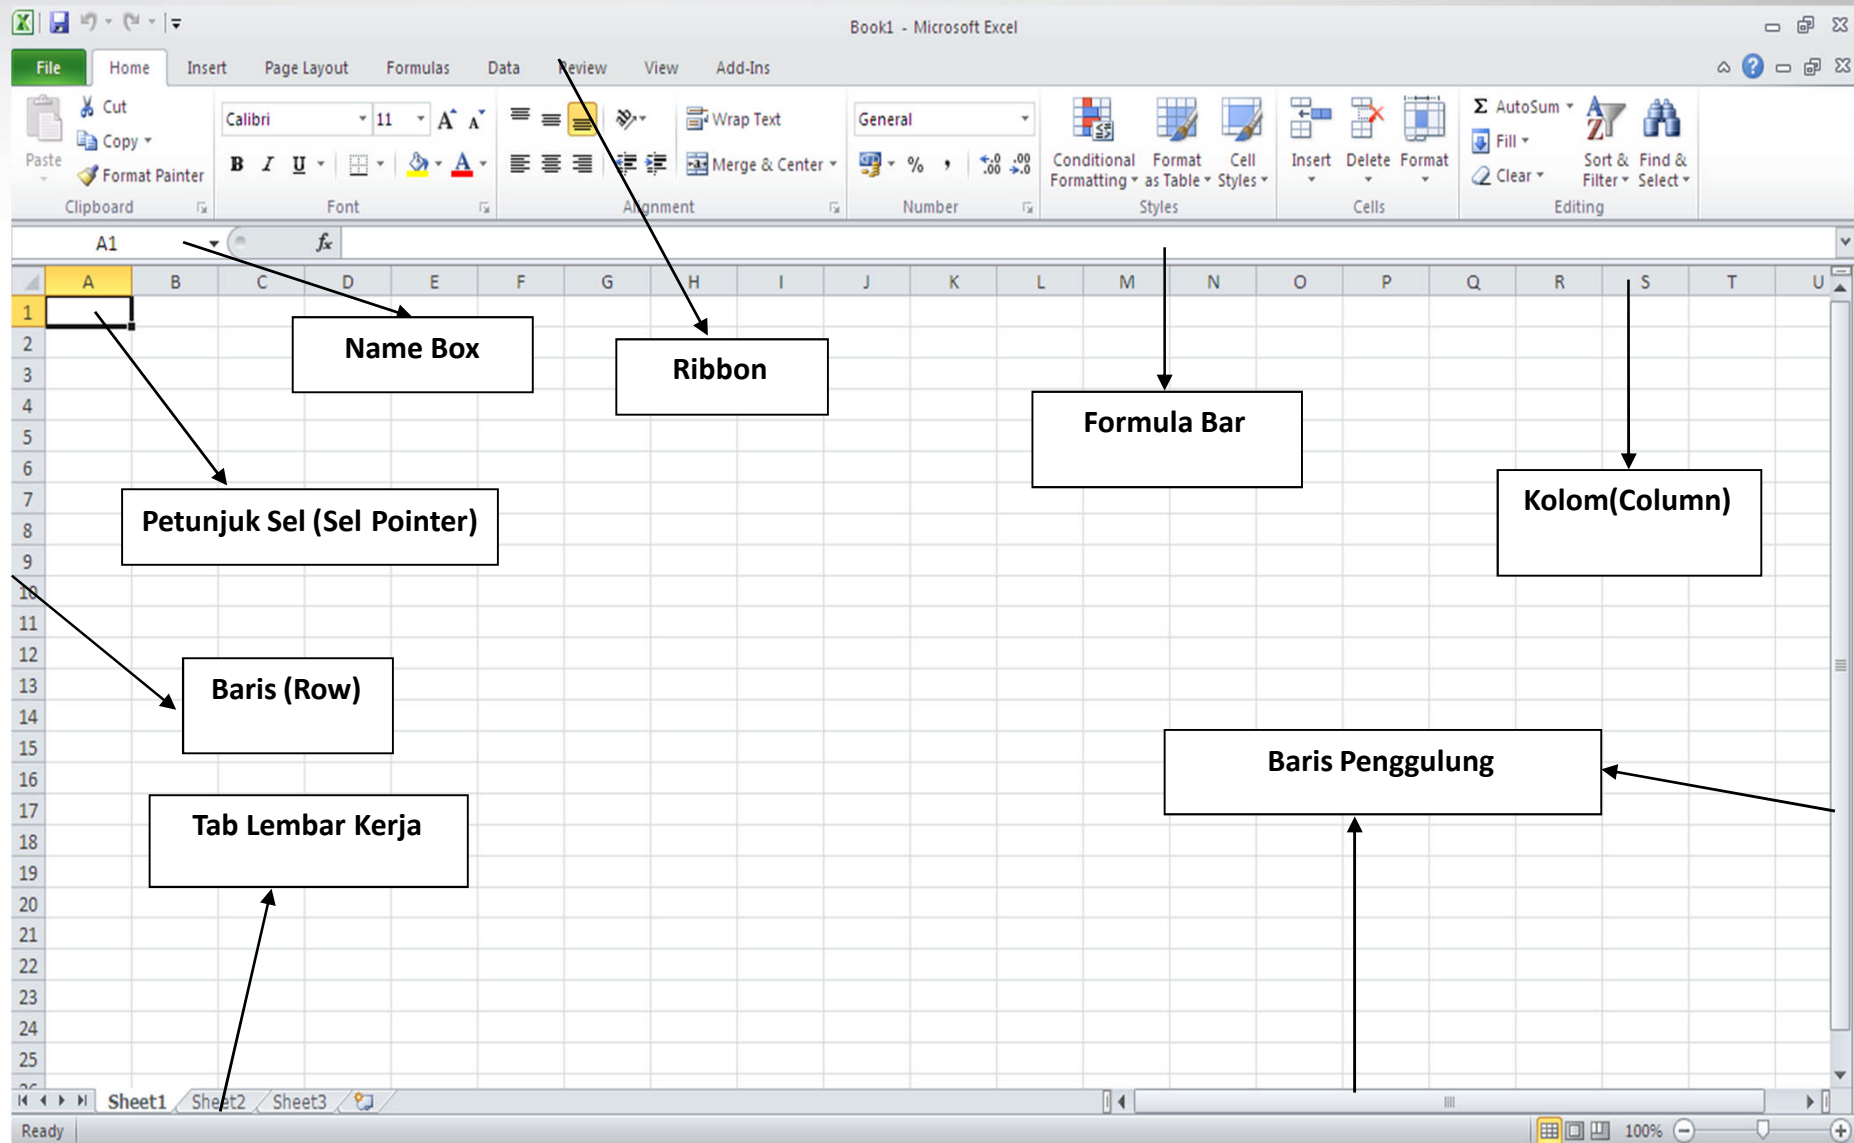 Book1 - Microsoft Excel
File Home Insert Page Layout Formulas Data Review View Add-Ins
Cut
Copy
Format Painter
Paste
Clipboard
Calibri 11
B I U
Font
Wrap Text
Merge & Center
Alignment
General
% ,
Number
Conditional Formatting
Format as Table
Cell Styles
Styles
Insert Delete Format
Cells
Σ AutoSum
Fill
Clear
Sort & Filter
Find & Select
Editing
A1 fx
A B C D E F G H I J K L M N O P Q R S T U
1
2
3
4
5
6
7
8
9
10
11
12
13
14
15
16
17
18
19
20
21
22
23
24
25
26
Name Box
Ribbon
Formula Bar
Kolom(Column)
Petunjuk Sel (Sel Pointer)
Baris (Row)
Baris Penggulung
Tab Lembar Kerja
Sheet1 Sheet2 Sheet3
Ready 100%